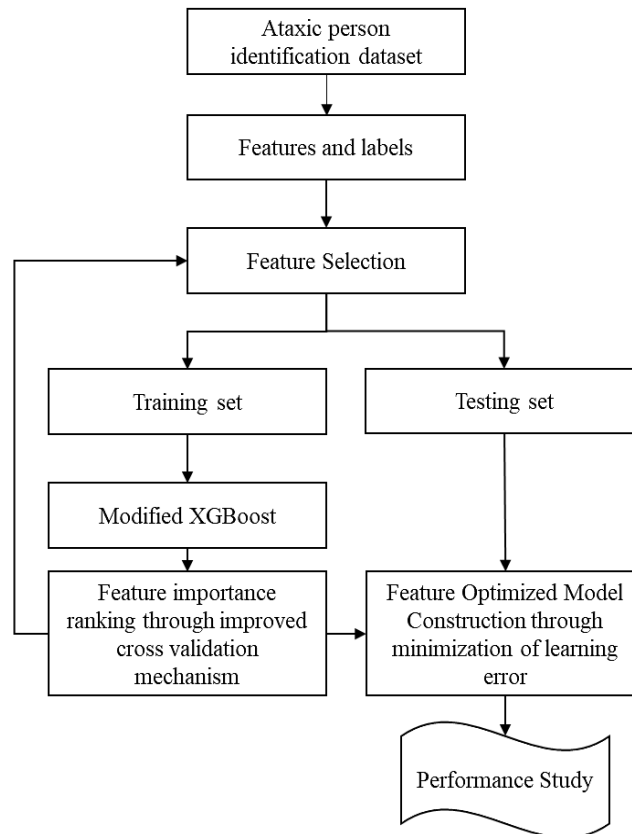 Ataxic person
identification dataset
Features and labels
Feature Selection
Training set
Testing set
Modified XGBoost
Feature importance
ranking through improved
cross validation
mechanism
Feature Optimized Model
Construction through
minimization of learning
error
Performance Study